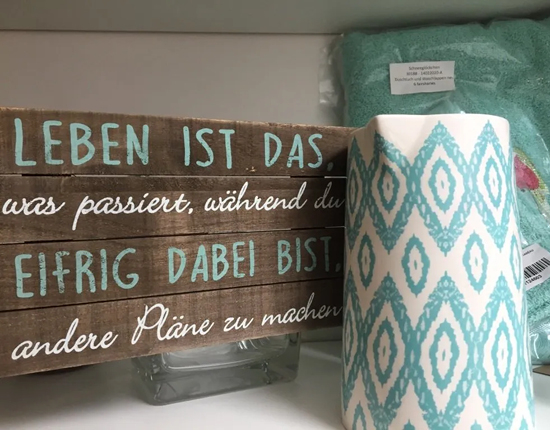 LEBEN IST DAS,
was passiert, während du
EIFRIG DABEI BIST,
andere Pläne zu machen